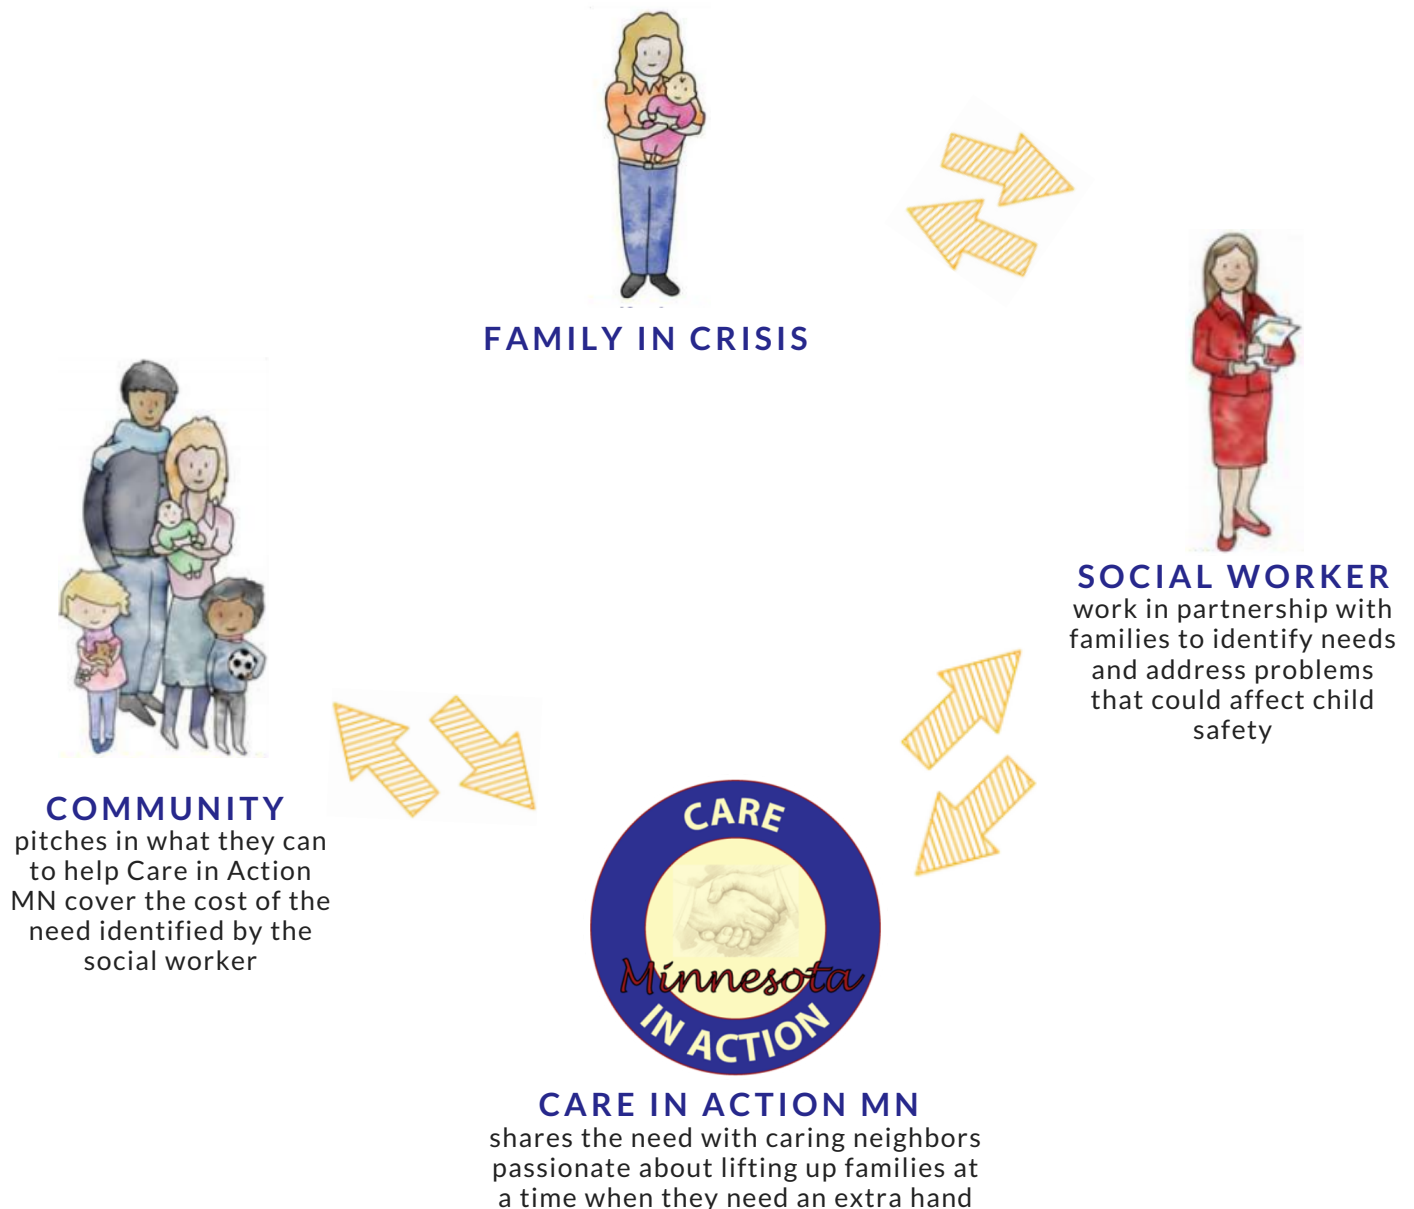 FAMILY IN CRISIS
SOCIAL WORKER
work in partnership with
families to identify needs
and address problems
that could affect child
safety
COMMUNITY
pitches in what they can
to help Care in Action
MN cover the cost of the
need identified by the
social worker
CARE
Minnesota
IN ACTION
CARE IN ACTION MN
shares the need with caring neighbors
passionate about lifting up families at
a time when they need an extra hand